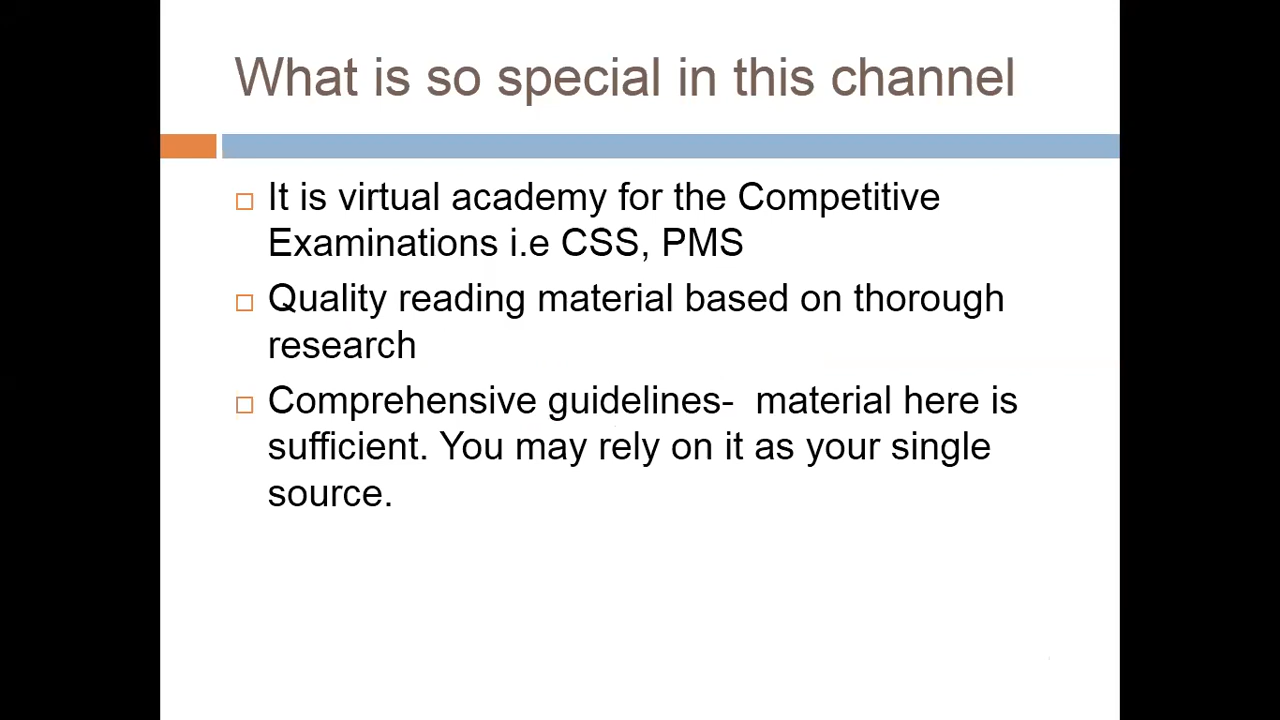 What is so special in this channel
It is virtual academy for the Competitive
Examinations i.e CSS, PMS
Quality reading material based on thorough
research
Comprehensive guidelines-  material here is
sufficient. You may rely on it as your single
source.